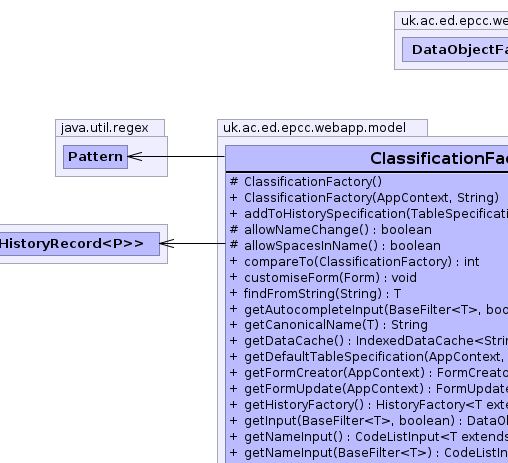 uk.ac.ed.epcc.we
DataObjectFa
java.util.regex
Pattern
HistoryRecord<P>>
uk.ac.ed.epcc.webapp.model
ClassificationFac
# ClassificationFactory()
+ ClassificationFactory(AppContext, String)
+ addToHistorySpecification(TableSpecificati
# allowNameChange() : boolean
# allowSpacesInName() : boolean
+ compareTo(ClassificationFactory) : int
+ customiseForm(Form) : void
+ findFromString(String) : T
+ getAutocompleteInput(BaseFilter<T>, boo
+ getCanonicalName(T) : String
+ getDataCache() : IndexedDataCache<Strin
+ getDefaultTableSpecification(AppContext,
+ getFormCreator(AppContext) : FormCreato
+ getFormUpdate(AppContext) : FormUpdate
+ getHistoryFactory() : HistoryFactory<T exte
+ getInput(BaseFilter<T>, boolean) : DataOb
+ getNameInput() : CodeListInput<T extends
+ getNameInput(BaseFilter<T>) : CodeListIn